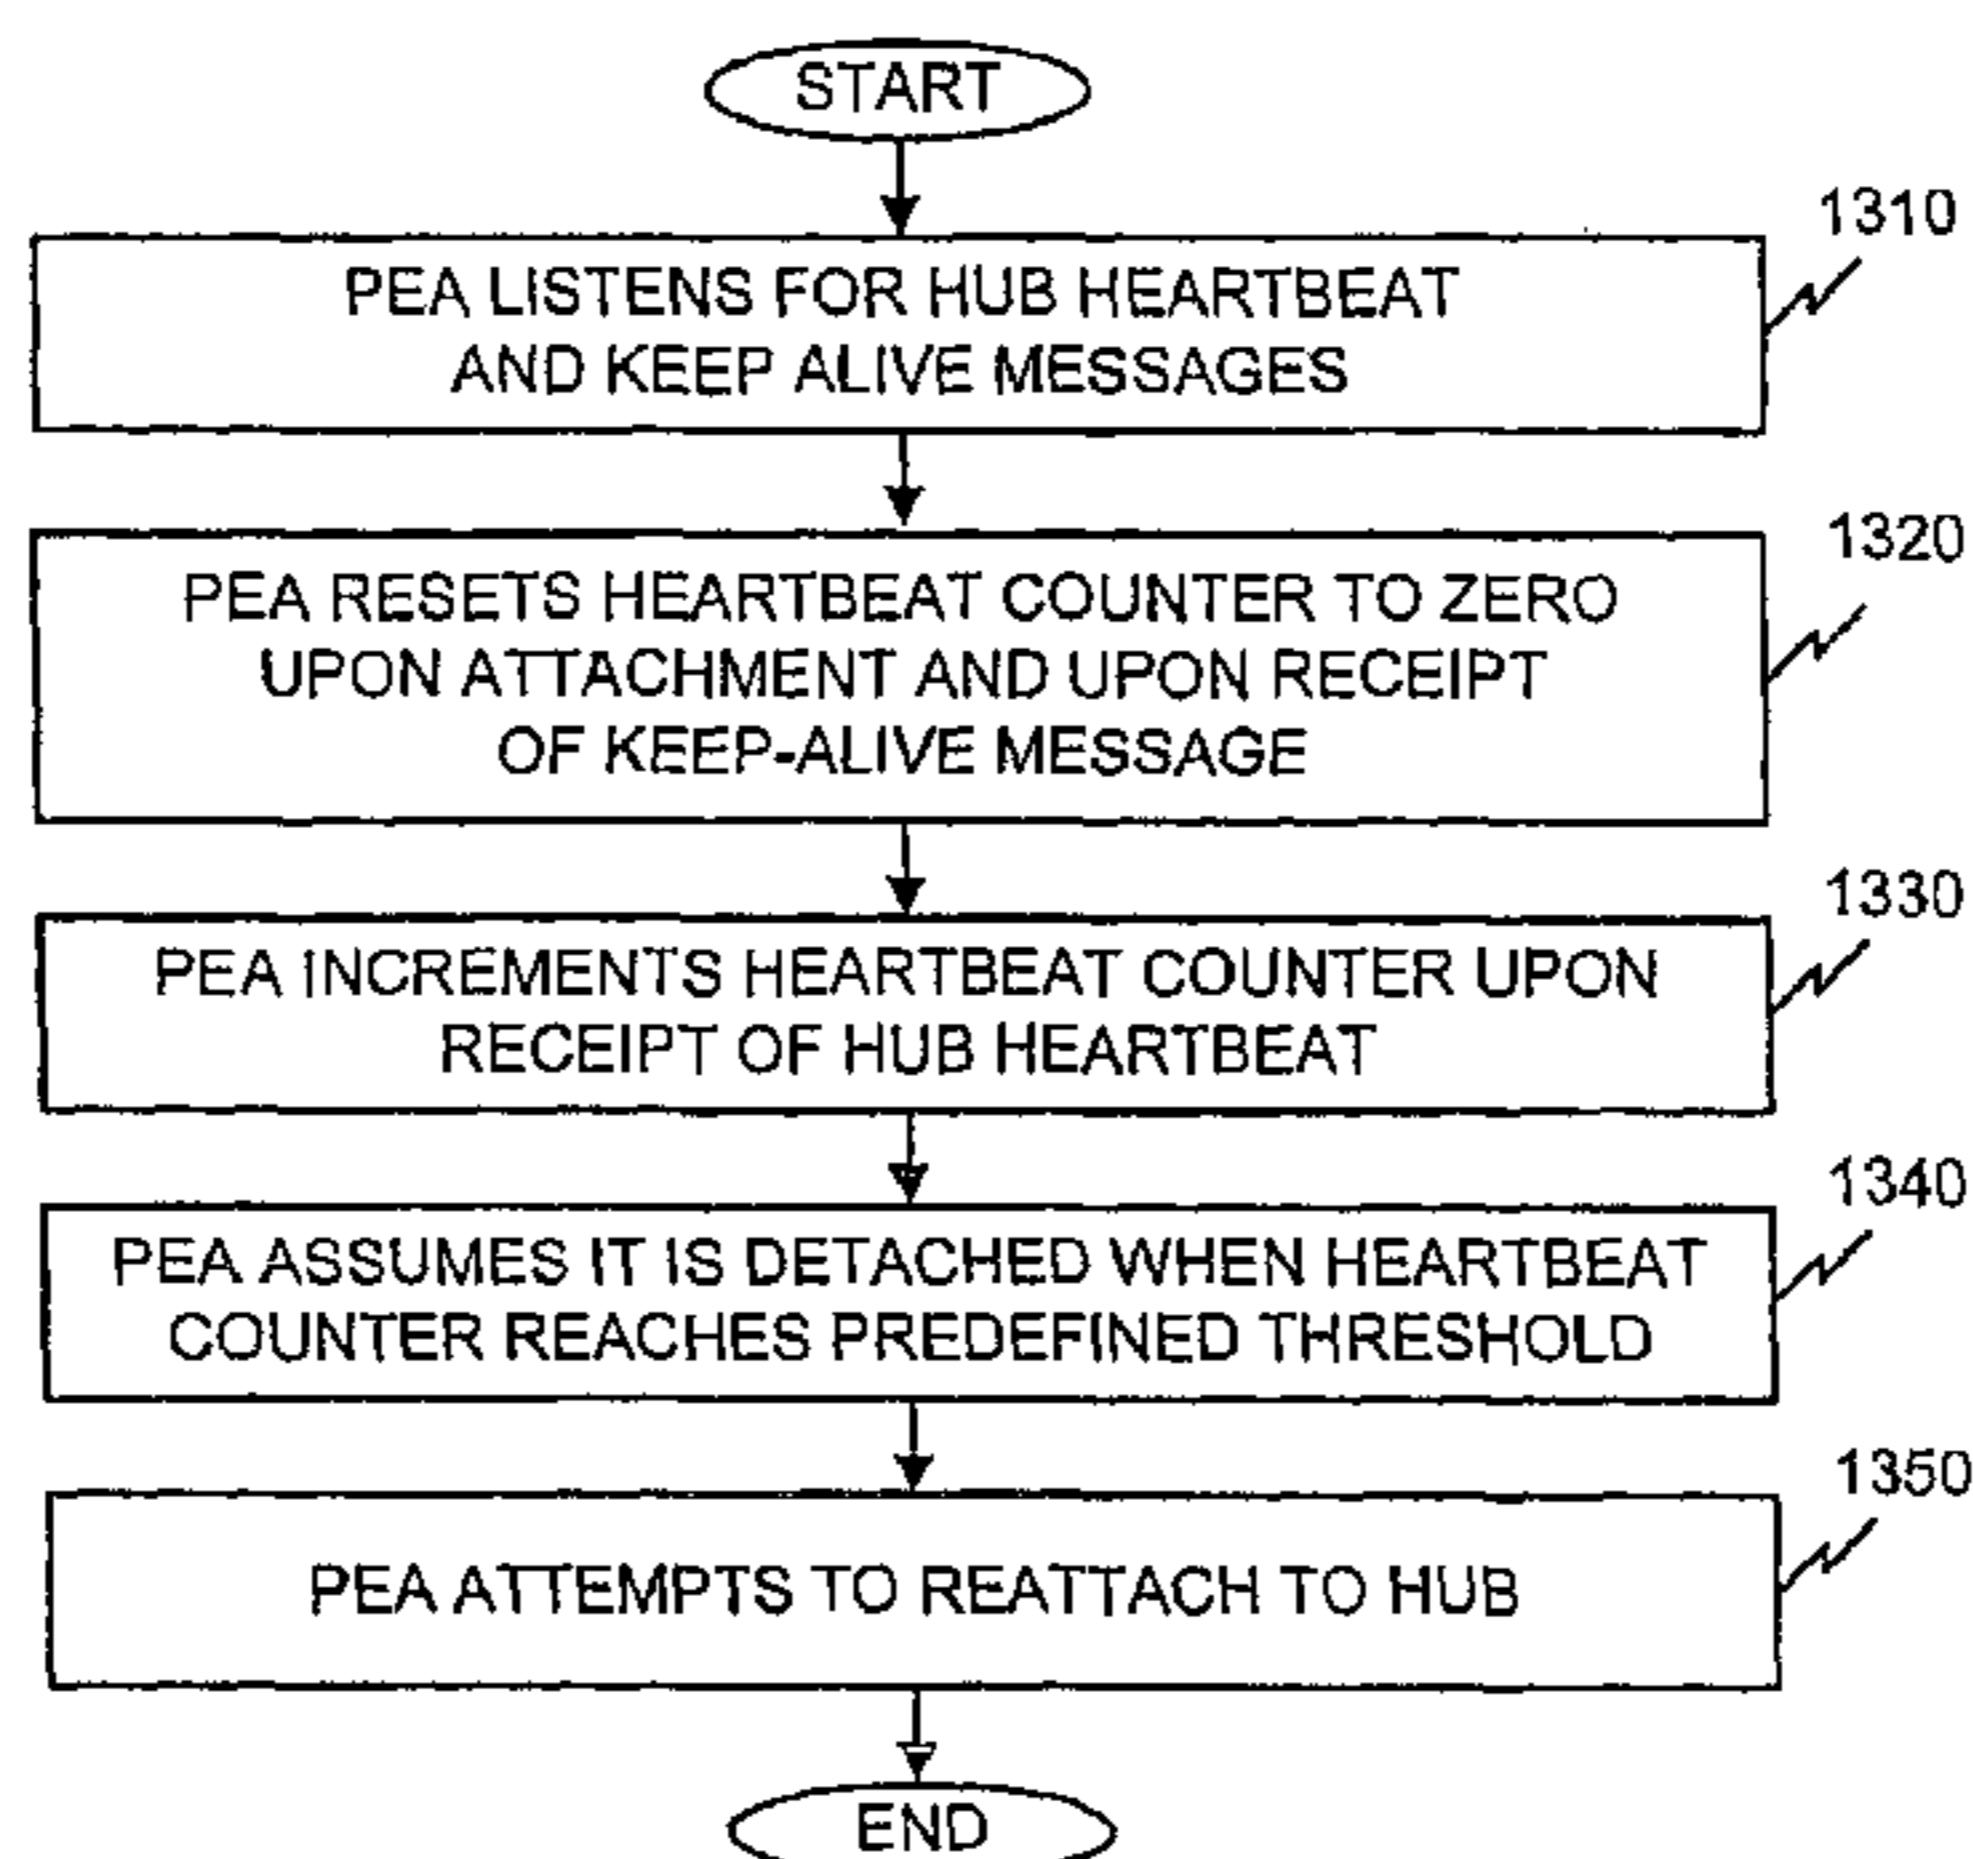 START
1310
PEA LISTENS FOR HUB HEARTBEAT
AND KEEP ALIVE MESSAGES
1320
PEA RESETS HEARTBEAT COUNTER TO ZERO
UPON ATTACHMENT AND UPON RECEIPT
OF KEEP-ALIVE MESSAGE
1330
PEA INCREMENTS HEARTBEAT COUNTER UPON
RECEIPT OF HUB HEARTBEAT
1340
PEA ASSUMES IT IS DETACHED WHEN HEARTBEAT
COUNTER REACHES PREDEFINED THRESHOLD
1350
PEA ATTEMPTS TO REATTACH TO HUB
END